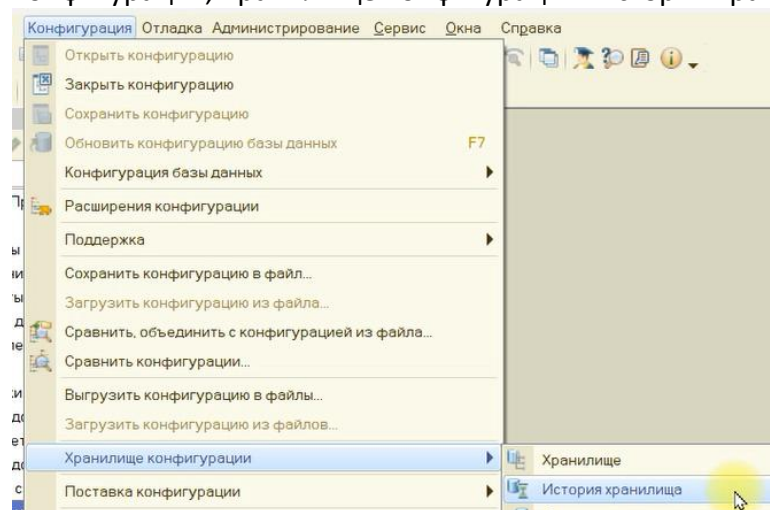 Конфигурация Отладка Администрирование Сервис Окна Справка
Открыть конфигурацию
Закрыть конфигурацию
Сохранить конфигурацию
Обновить конфигурацию базы данных F7
Конфигурация базы данных
Расширения конфигурации
Поддержка
Сохранить конфигурацию в файл...
Загрузить конфигурацию из файла...
Сравнить, объединить с конфигурацией из файла...
Сравнить конфигурации...
Выгрузить конфигурацию в файлы...
Загрузить конфигурацию из файлов...
Хранилище конфигурации
Хранилище
История хранилища
Поставка конфигурации